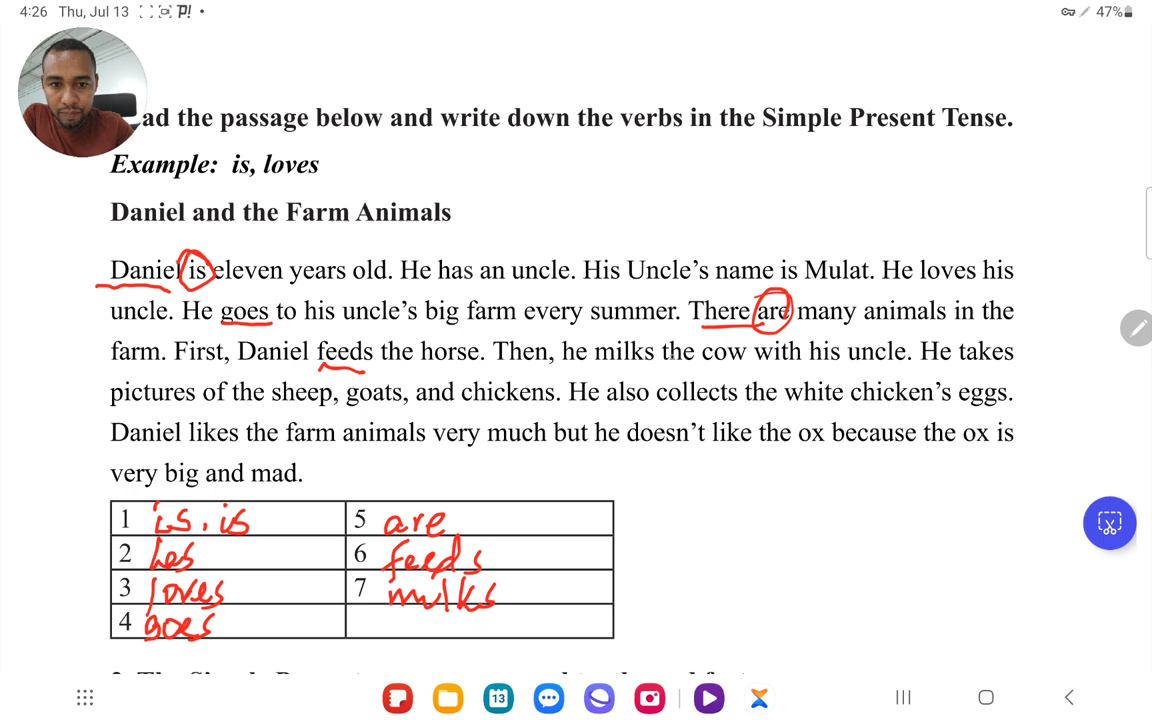 4:26 Thu, Jul 13 P! • 47%
ad the passage below and write down the verbs in the Simple Present Tense.
Example: is, loves
Daniel and the Farm Animals
Daniel is eleven years old. He has an uncle. His Uncle’s name is Mulat. He loves his
uncle. He goes to his uncle’s big farm every summer. There are many animals in the
farm. First, Daniel feeds the horse. Then, he milks the cow with his uncle. He takes
pictures of the sheep, goats, and chickens. He also collects the white chicken’s eggs.
Daniel likes the farm animals very much but he doesn’t like the ox because the ox is
very big and mad.
1 is, is 5 are
2 has 6 feeds
3 loves 7 milks
4 goes
13